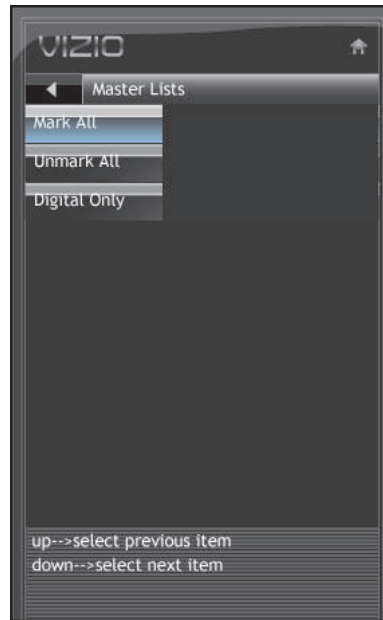 VIZIO
Master Lists
Mark All
Unmark All
Digital Only
up-->select previous item
down-->select next item